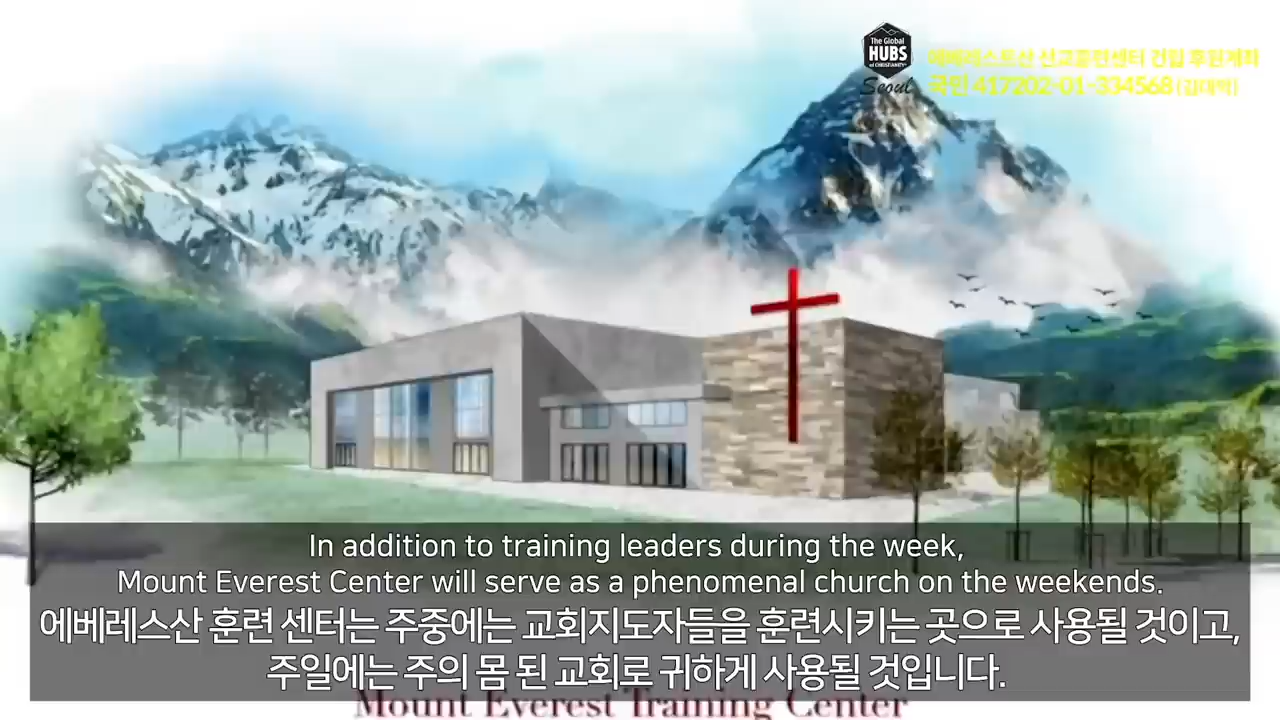 The Global
HUBS
of CHRISTIANITY
Seoul
에베레스트산 선교훈련센터 건립 후원계좌
국민 417202-01-334568 (김대학)
In addition to training leaders during the week,
Mount Everest Center will serve as a phenomenal church on the weekends.
에베레스산 훈련 센터는 주중에는 교회지도자들을 훈련시키는 곳으로 사용될 것이고,
주일에는 주의 몸 된 교회로 귀하게 사용될 것입니다.
Mount Everest Training Center